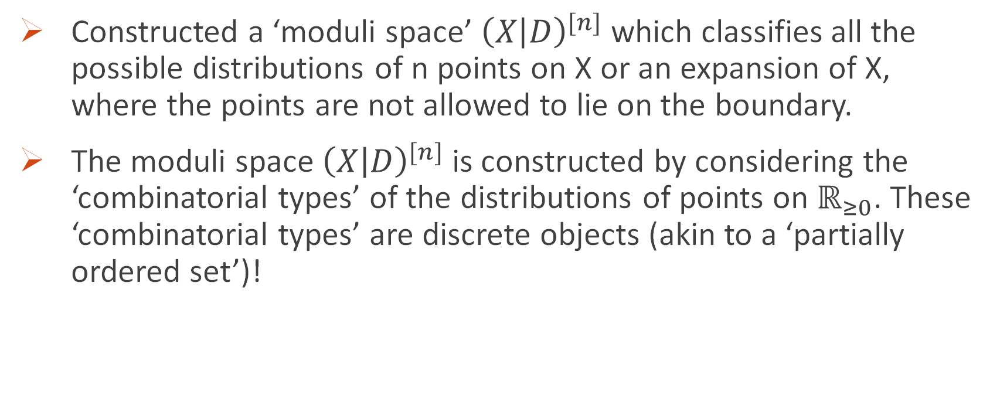 ➢ Constructed a ‘moduli space’ (X|D)^[n] which classifies all the
possible distributions of n points on X or an expansion of X,
where the points are not allowed to lie on the boundary.
➢ The moduli space (X|D)^[n] is constructed by considering the
‘combinatorial types’ of the distributions of points on ℝ≥0. These
‘combinatorial types’ are discrete objects (akin to a ‘partially
ordered set’)!